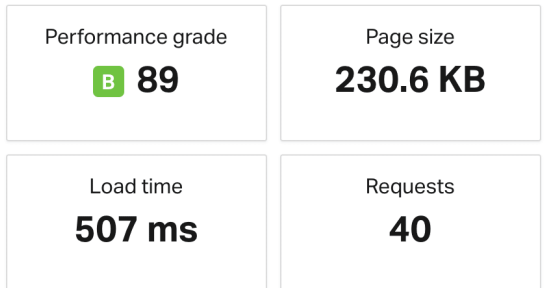 Performance grade
B 89
Page size
230.6 KB
Load time
507 ms
Requests
40